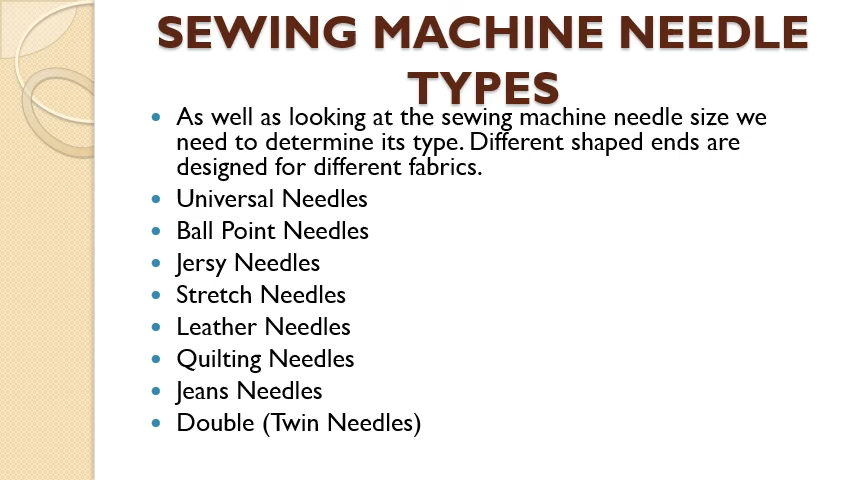 SEWING MACHINE NEEDLE
TYPES
• As well as looking at the sewing machine needle size we
need to determine its type. Different shaped ends are
designed for different fabrics.
• Universal Needles
• Ball Point Needles
• Jersy Needles
• Stretch Needles
• Leather Needles
• Quilting Needles
• Jeans Needles
• Double (Twin Needles)